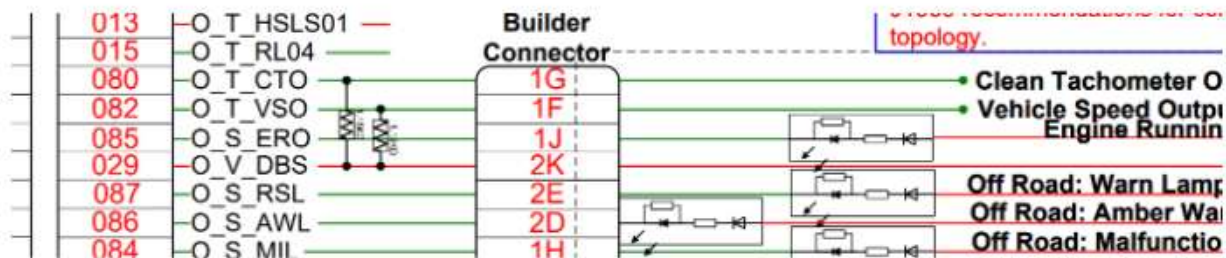 topology.
013 O_T_HSLS01 Builder
015 O_T_RL04 Connector
080 O_T_CTO 1G Clean Tachometer O
082 O_T_VSO 1F Vehicle Speed Outpu
085 O_S_ERO 1J Engine Runnin
029 O_V_DBS 2K
087 O_S_RSL 2E Off Road: Warn Lamp
086 O_S_AWL 2D Off Road: Amber Wa
084 O_S_MIL 1H Off Road: Malfunctio